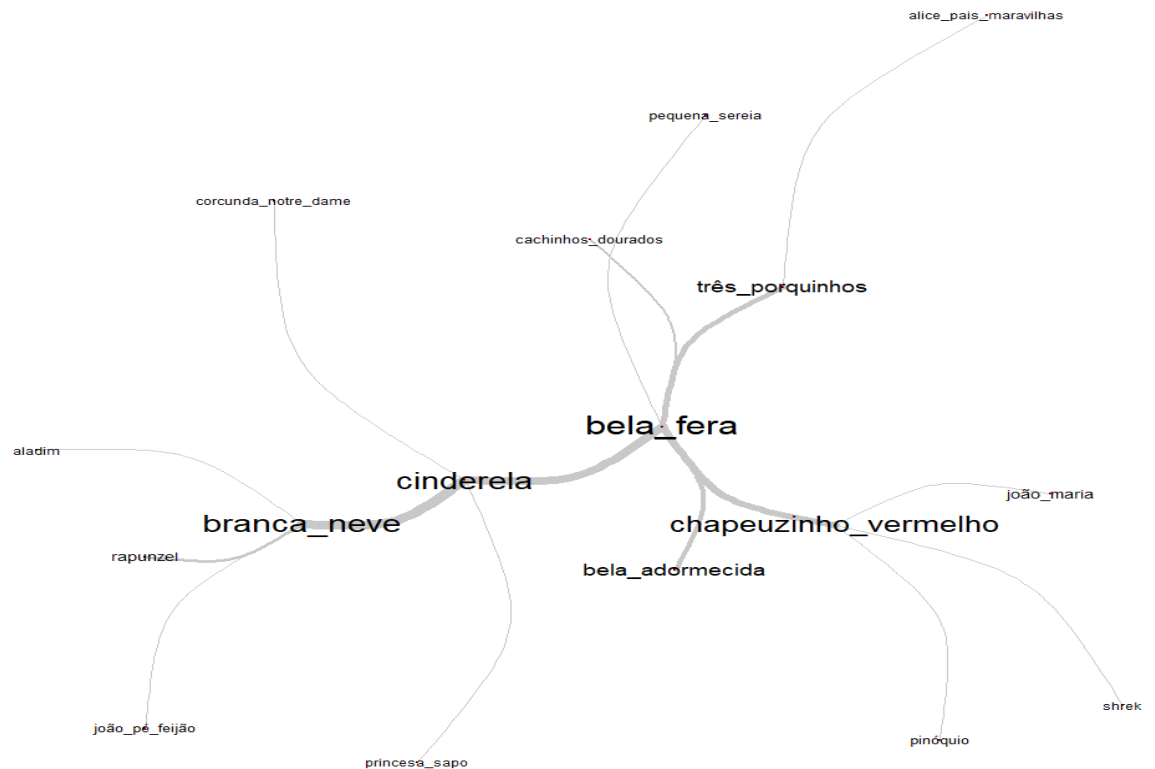 alice_pais_maravilhas
pequena_sereia
corcunda_notre_dame
cachinhos_dourados
três_porquinhos
bela_fera
aladim
cinderela
joão_maria
branca_neve
chapeuzinho_vermelho
rapunzel
bela_adormecida
shrek
joão_pé_feijão
pinóquio
princesa_sapo